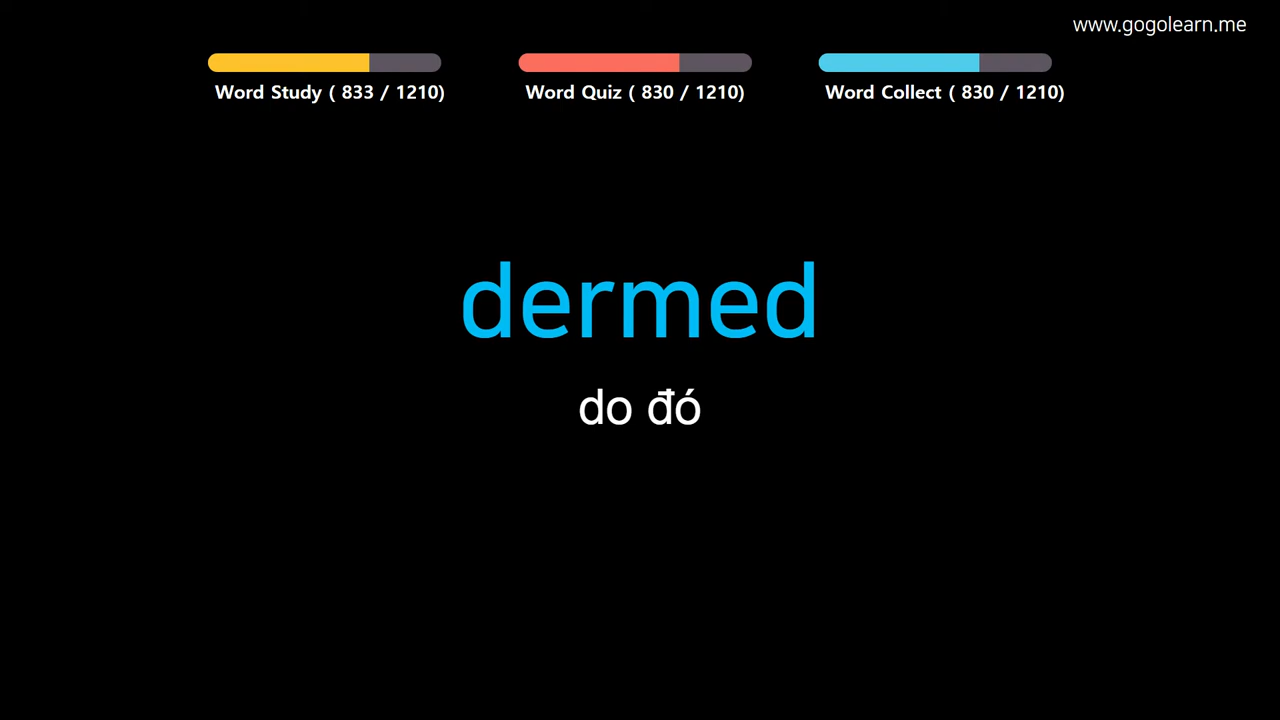 www.gogolearn.me
Word Study ( 833 / 1210)
Word Quiz ( 830 / 1210)
Word Collect ( 830 / 1210)
dermed
do đó